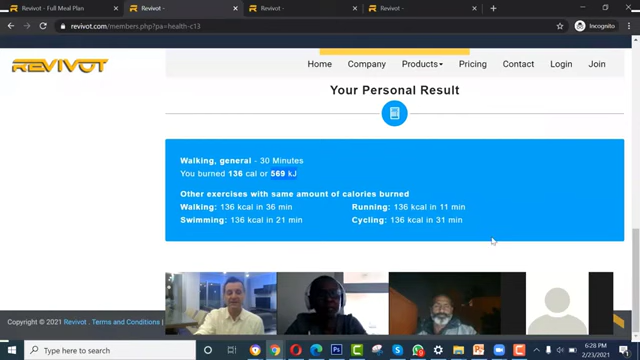 Revivot - Full Meal Plan
Revivot -
Revivot -
Revivot -
revivot.com/members.php?pa=health-c13
Incognito
REVIVOT
Home Company Products Pricing Contact Login Join
Your Personal Result
Walking, general - 30 Minutes
You burned 136 cal or 569 kJ
Other exercises with same amount of calories burned
Walking: 136 kcal in 36 min
Running: 136 kcal in 11 min
Swimming: 136 kcal in 21 min
Cycling: 136 kcal in 31 min
Copyright © 2021 Revivot . Terms and Conditions |
Type here to search
6:28 PM
2/23/2021